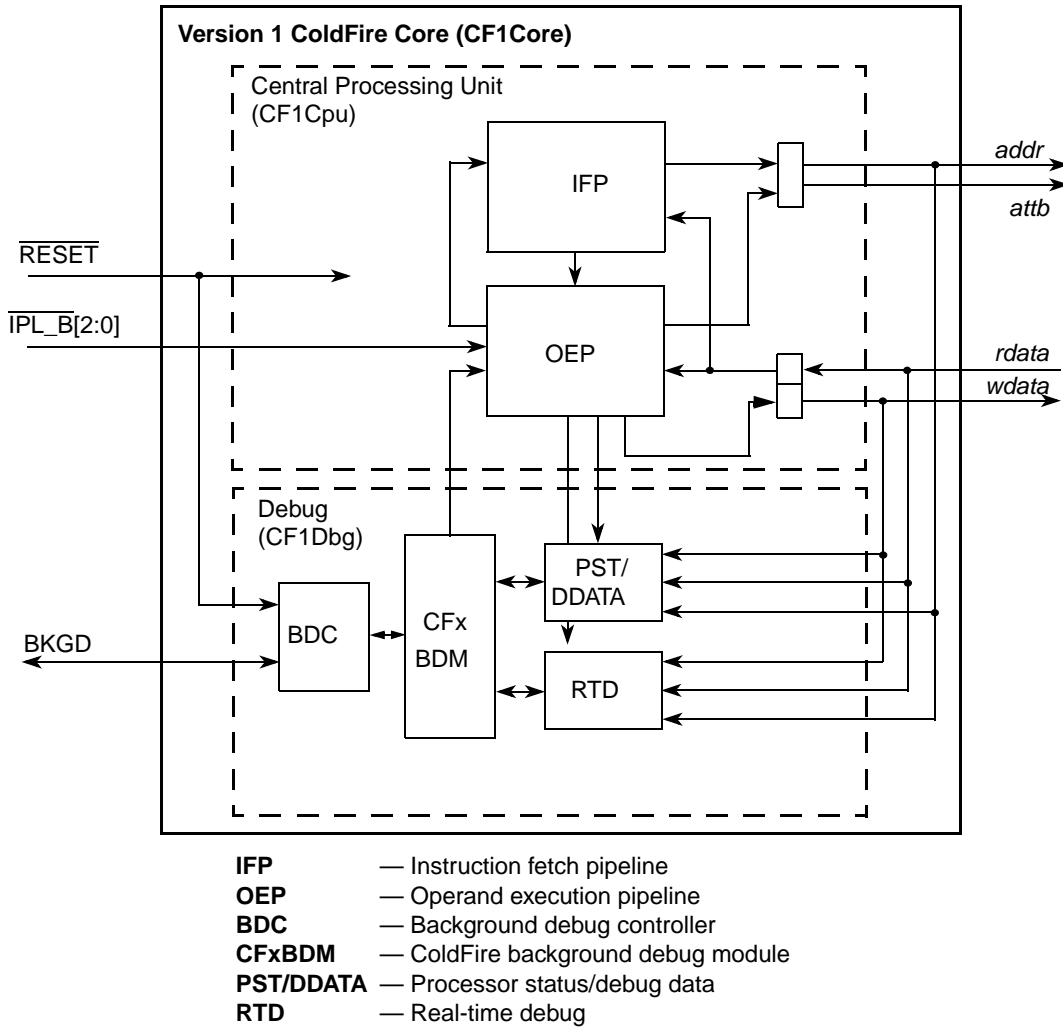 Version 1 ColdFire Core (CF1Core)
Central Processing Unit
(CF1Cpu)
IFP
addr
attb
RESET
IPL_B[2:0]
OEP
rdata
wdata
Debug
(CF1Dbg)
PST/
DDATA
CFx
BDM
BDC
BKGD
RTD
IFP — Instruction fetch pipeline
OEP — Operand execution pipeline
BDC — Background debug controller
CFxBDM — ColdFire background debug module
PST/DDATA — Processor status/debug data
RTD — Real-time debug